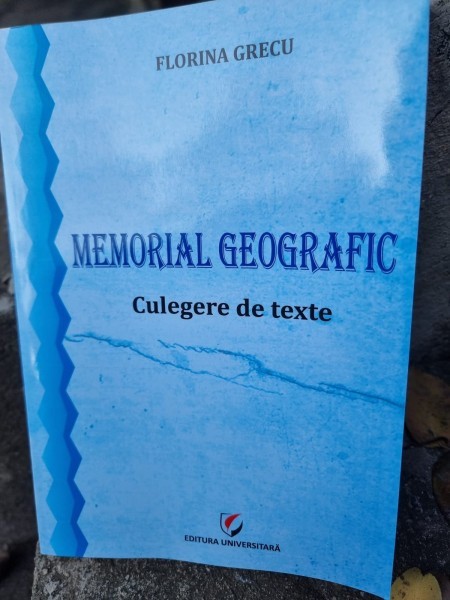 FLORINA GRECU
MEMORIAL GEOGRAFIC
Culegere de texte
EDITURA UNIVERSITARĂ